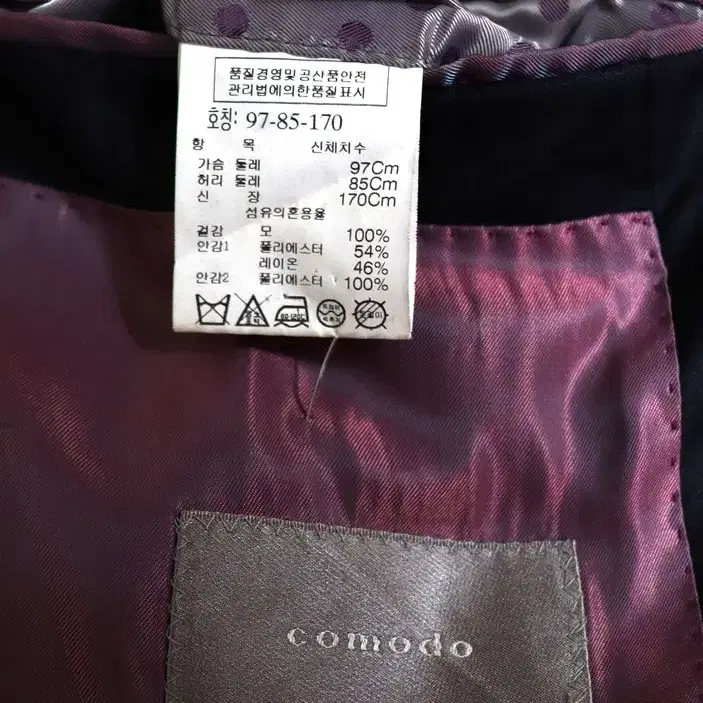 품질경영및공산품안전
관리법에의한품질표시
호칭: 97-85-170
항 목 신체치수
가슴 둘레 97Cm
허리 둘레 85Cm
신 장 170Cm
섬유의혼용율
겉감 모 100%
안감1 폴리에스터 54%
레이온 46%
안감2 폴리에스터 100%
comodo